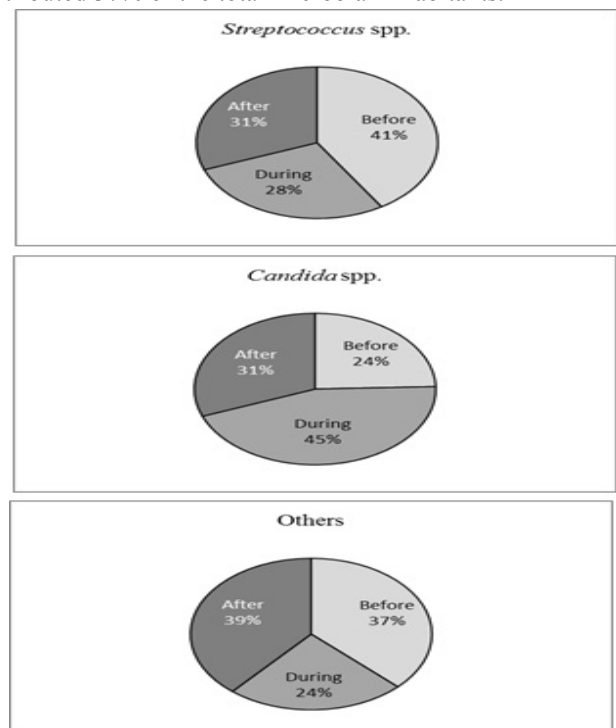 Streptococcus spp.
After
31%
Before
41%
During
28%
Candida spp.
After
31%
Before
24%
During
45%
Others
After
39%
Before
37%
During
24%